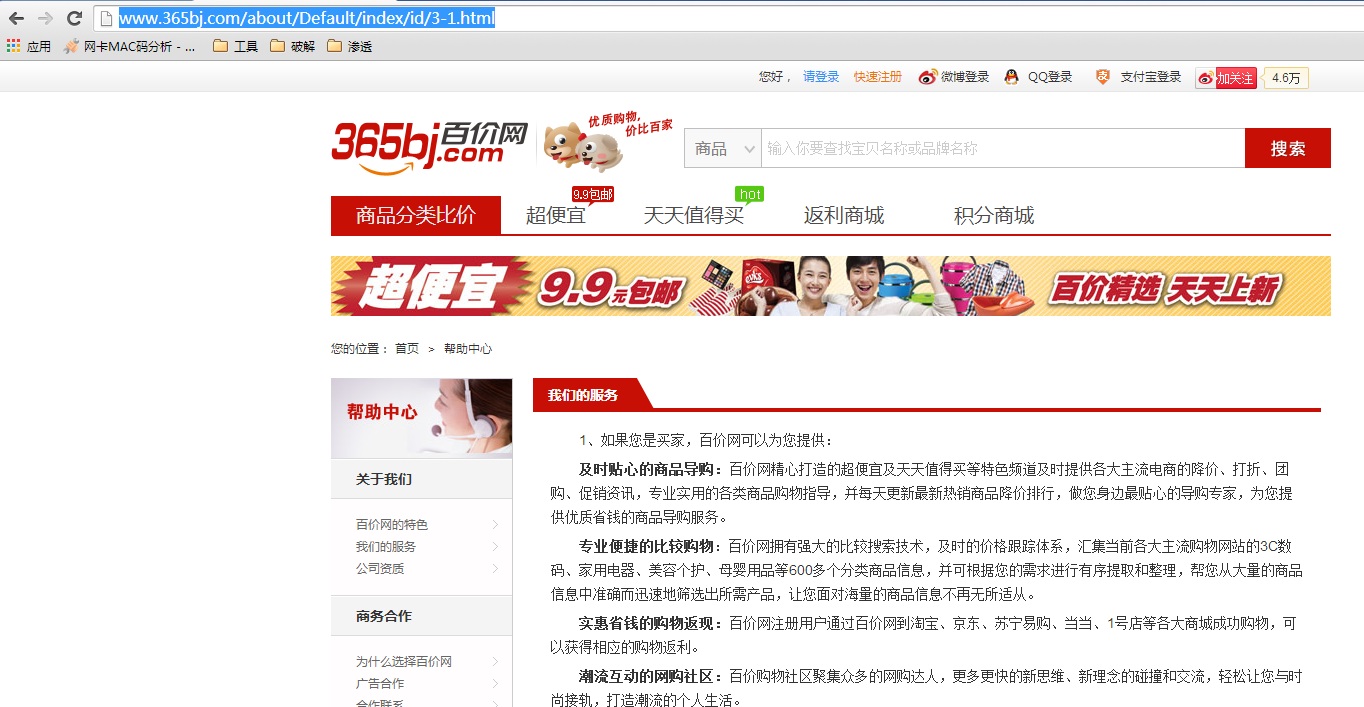 www.365bj.com/about/Default/index/id/3-1.html
应用 网卡MAC码分析 - ... 工具 破解 渗透
您好， 请登录 快速注册 微博登录 QQ登录 支付宝登录 加关注 4.6万
365bj百价网
.com
优质购物，
价比百家
商品 输入你要查找宝贝名称或品牌名称 搜索
9.9包邮 hot
商品分类比价 超便宜 天天值得买 返利商城 积分商城
超便宜 9.9元包邮 百价精选 天天上新
您的位置： 首页 > 帮助中心
帮助中心
关于我们
百价网的特色
我们的服务
公司资质
商务合作
为什么选择百价网
广告合作
合作联系
我们的服务
1、如果您是买家，百价网可以为您提供：
及时贴心的商品导购：百价网精心打造的超便宜及天天值得买等特色频道及时提供各大主流电商的降价、打折、团
购、促销资讯，专业实用的各类商品购物指导，并每天更新最新热销商品降价排行，做您身边最贴心的导购专家，为您提
供优质省钱的商品导购服务。
专业便捷的比较购物：百价网拥有强大的比较搜索技术，及时的价格跟踪体系，汇集当前各大主流购物网站的3C数
码、家用电器、美容个护、母婴用品等600多个分类商品信息，并可根据您的需求进行有序提取和整理，帮您从大量的商品
信息中准确而迅速地筛选出所需产品，让您面对海量的商品信息不再无所适从。
实惠省钱的购物返现：百价网注册用户通过百价网到淘宝、京东、苏宁易购、当当、1号店等各大商城成功购物，可
以获得相应的购物返利。
潮流互动的网购社区：百价购物社区聚集众多的网购达人，更多更快的新思维、新理念的碰撞和交流，轻松让您与时
尚接轨，打造潮流的个人生活。